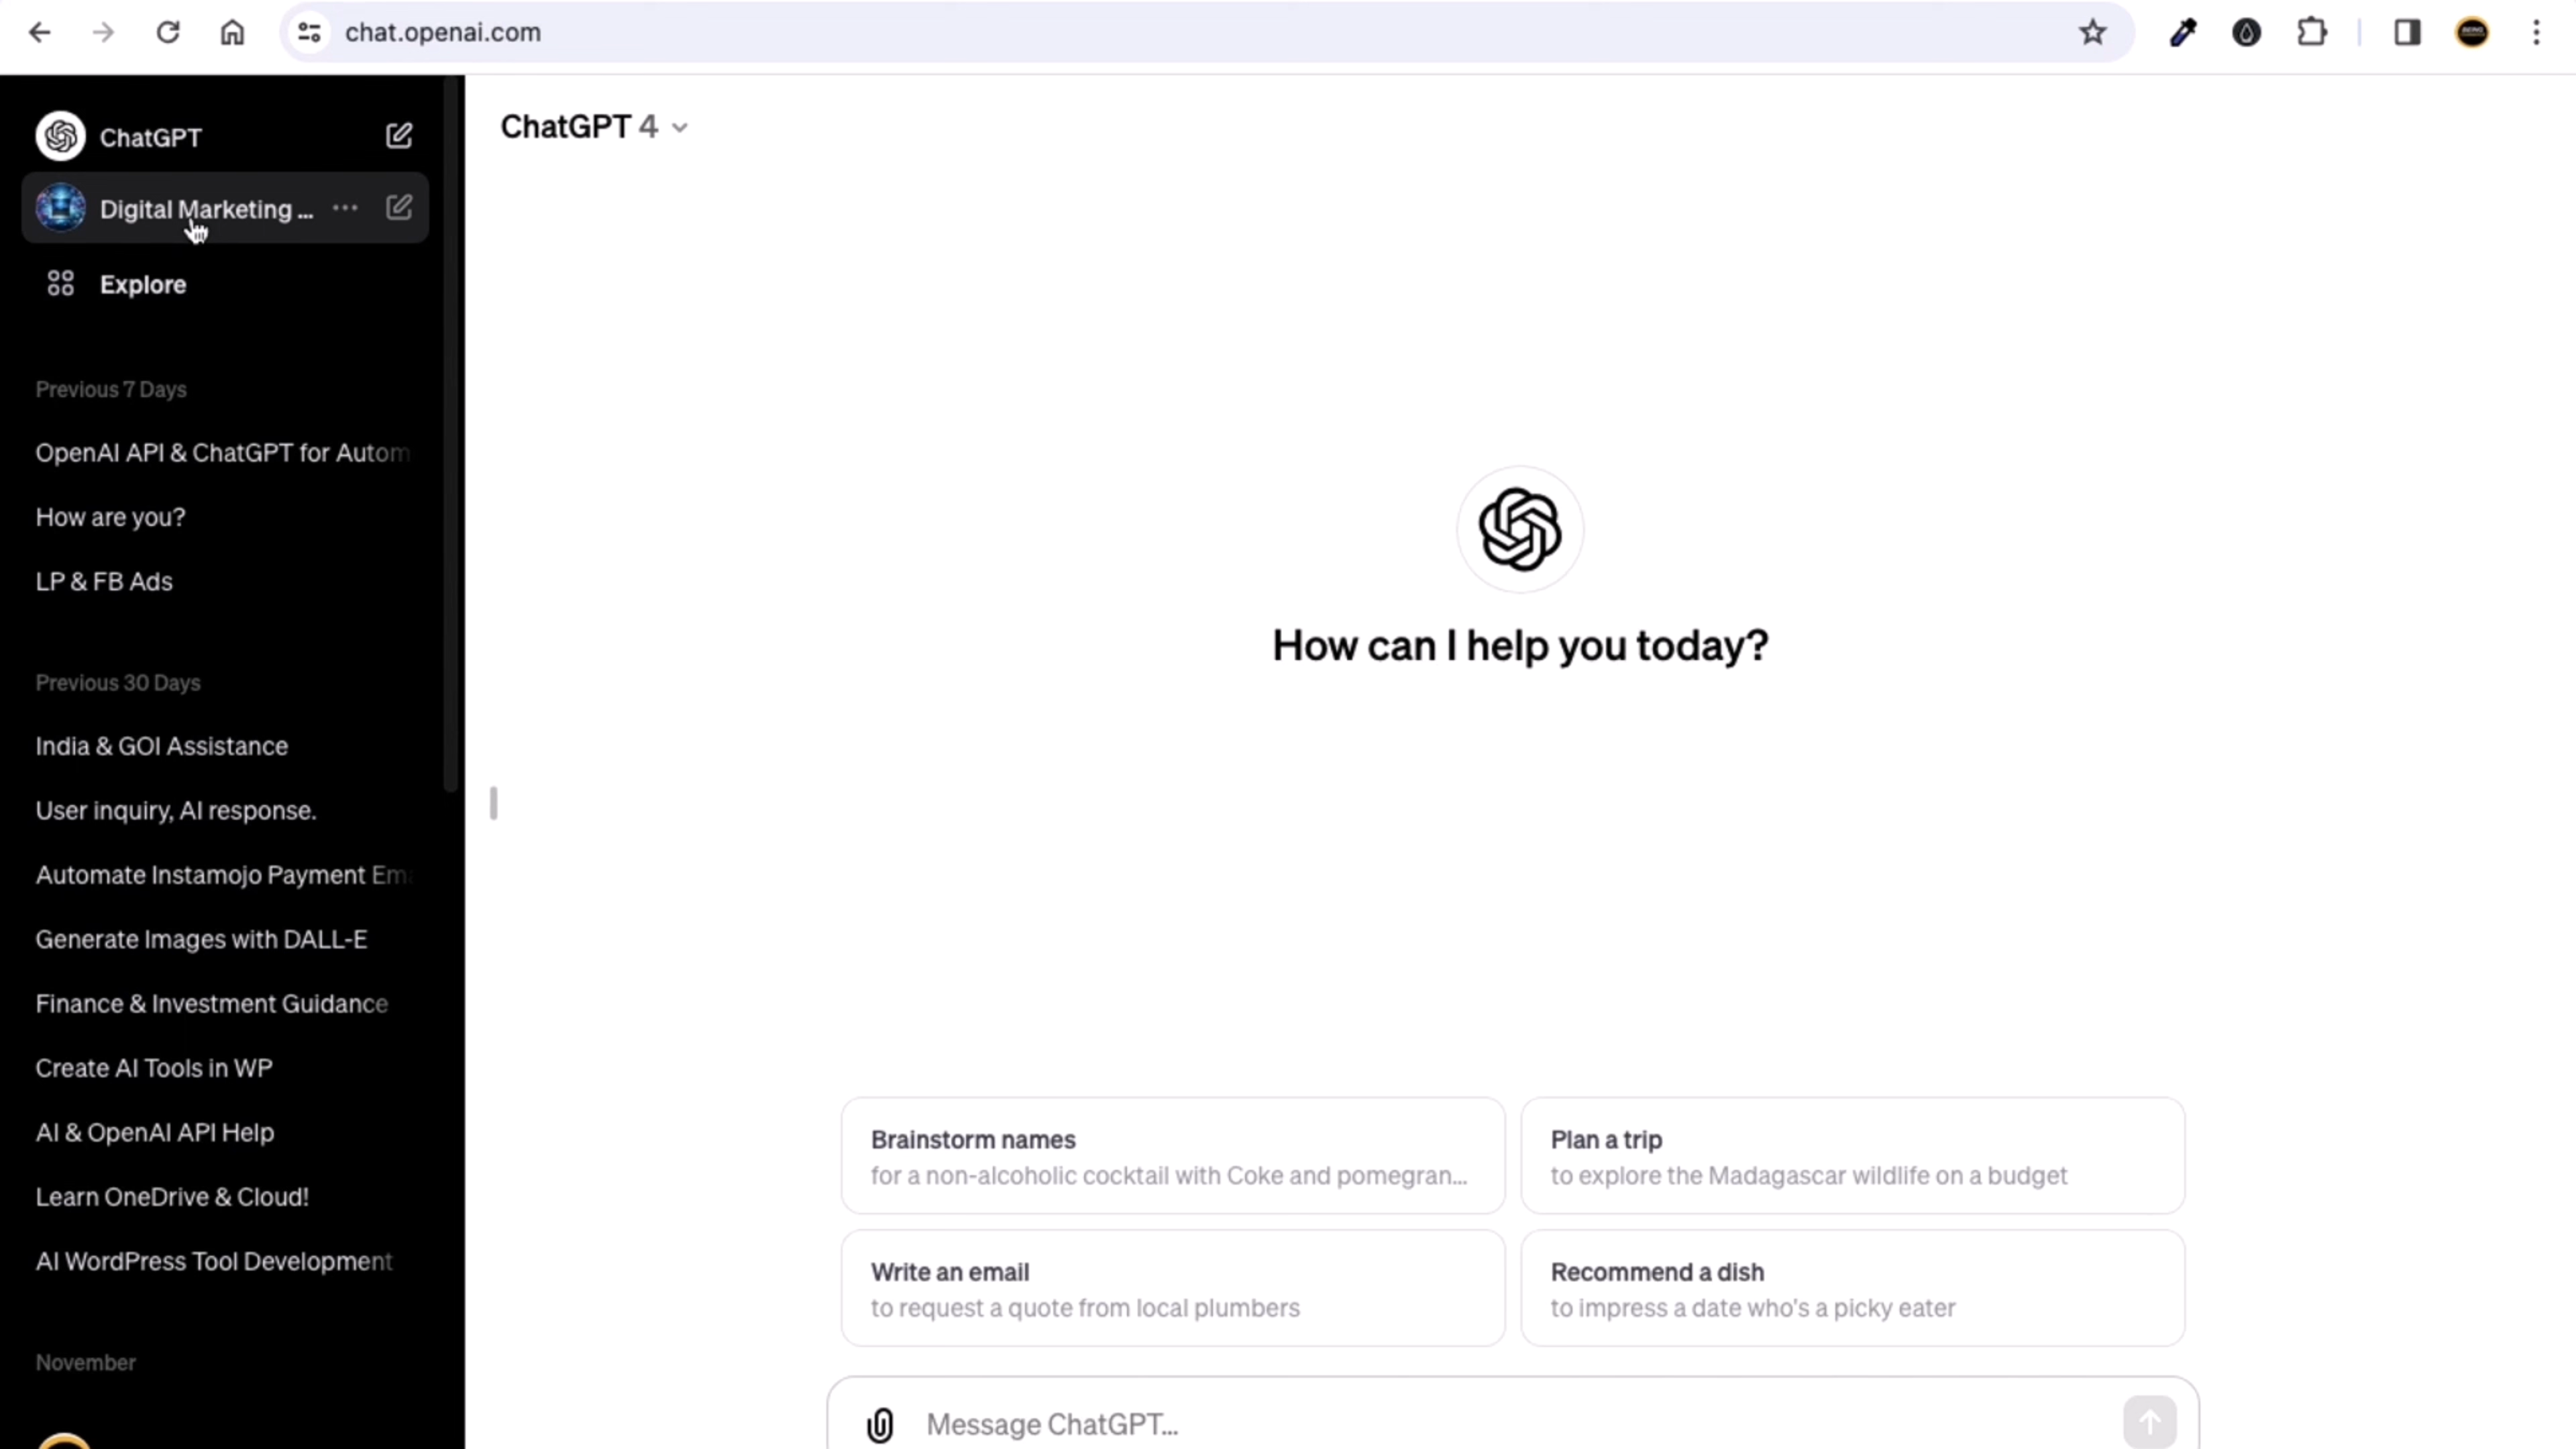 chat.openai.com
ChatGPT
Digital Marketing ...
Explore
Previous 7 Days
OpenAI API & ChatGPT for Autom
How are you?
LP & FB Ads
Previous 30 Days
India & GOI Assistance
User inquiry, AI response.
Automate Instamojo Payment Ema
Generate Images with DALL-E
Finance & Investment Guidance
Create AI Tools in WP
AI & OpenAI API Help
Learn OneDrive & Cloud!
AI WordPress Tool Development
November
ChatGPT 4
How can I help you today?
Brainstorm names
for a non-alcoholic cocktail with Coke and pomegran...
Plan a trip
to explore the Madagascar wildlife on a budget
Write an email
to request a quote from local plumbers
Recommend a dish
to impress a date who's a picky eater
Message ChatGPT...